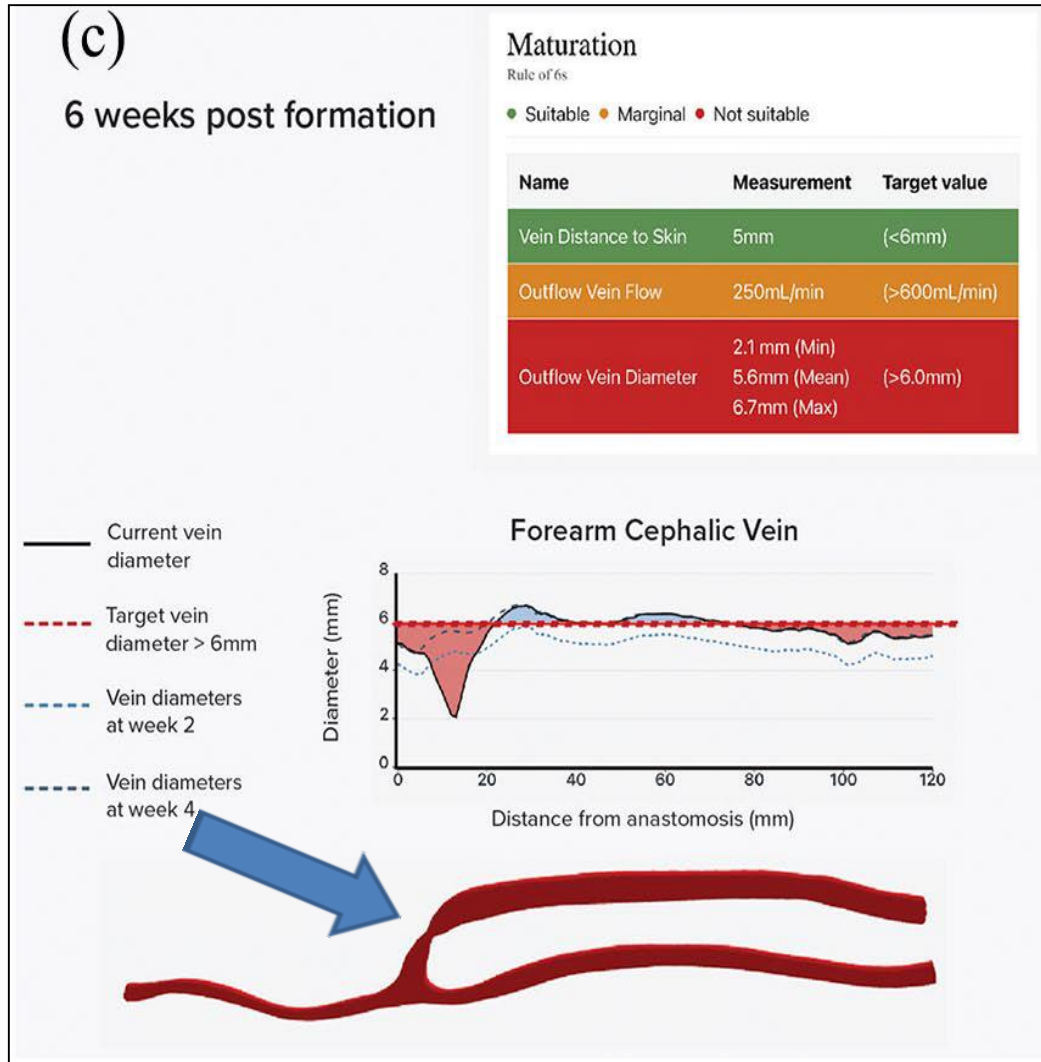 (c)
6 weeks post formation
Maturation
Rule of 6s
Suitable Marginal Not suitable
Name Measurement Target value
Vein Distance to Skin 5mm (<6mm)
Outflow Vein Flow 250mL/min (>600mL/min)
Outflow Vein Diameter 2.1 mm (Min) 5.6mm (Mean) 6.7mm (Max) (>6.0mm)
Current vein
diameter
Target vein
diameter > 6mm
Vein diameters
at week 2
Vein diameters
at week 4
Forearm Cephalic Vein
Diameter (mm)
8
6
4
2
0
0 20 40 60 80 100 120
Distance from anastomosis (mm)